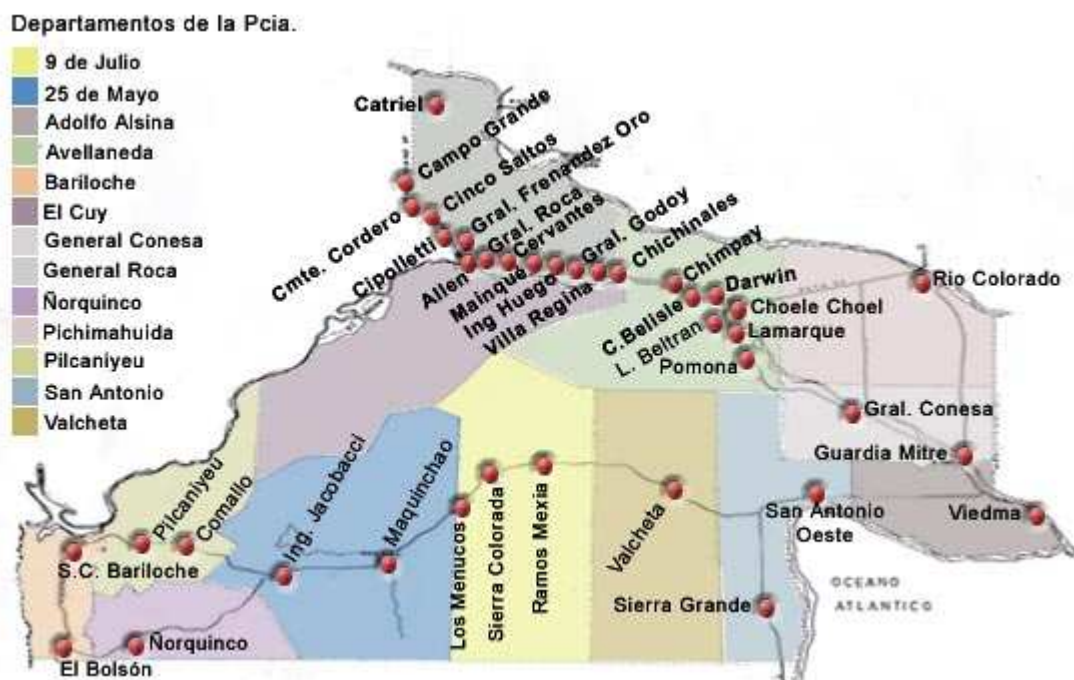 Departamentos de la Pcia.
9 de Julio
25 de Mayo
Adolfo Alsina
Avellaneda
Bariloche
El Cuy
General Conesa
General Roca
Ñorquinco
Pichimahuida
Pilcaniyeu
San Antonio
Valcheta
Catriel
Campo Grande
Cinco Saltos
Gral. Frenandez Oro
Gral. Roca
Cervantes
Gral. Godoy
Chichinales
Chimpay
Darwin
Rio Colorado
Choele Choel
Lamarque
Cmte. Cordero
Cipolletti
Allen
Mainqué
Ing Huego
Villa Regina
C.Belisle
L. Beltran
Pomona
Gral. Conesa
Guardia Mitre
Viedma
San Antonio
Oeste
Sierra Grande
Valcheta
Ramos Mexia
Sierra Colorada
Los Menucos
Maquinchao
Ing. Jacobacci
Comallo
Pilcaniyeu
S.C. Bariloche
Ñorquinco
El Bolsón
OCEANO
ATLANTICO